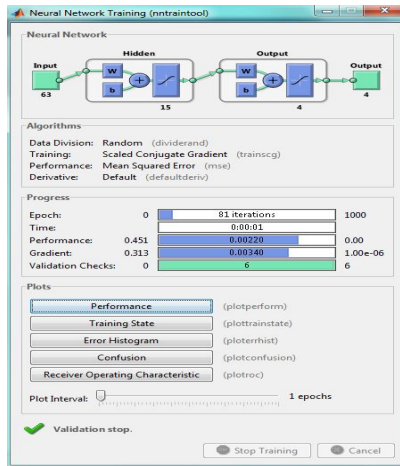 Neural Network Training (nntraintool)
Neural Network
Hidden Output
Input Output
W W
b b
63 15 4 4
Algorithms
Data Division: Random (dividerand)
Training: Scaled Conjugate Gradient (trainscg)
Performance: Mean Squared Error (mse)
Derivative: Default (defaultderiv)
Progress
Epoch: 0 81 iterations 1000
Time: 0:00:01
Performance: 0.451 0.00220 0.00
Gradient: 0.313 0.00340 1.00e-06
Validation Checks: 0 6 6
Plots
Performance (plotperform)
Training State (plottrainstate)
Error Histogram (ploterrhist)
Confusion (plotconfusion)
Receiver Operating Characteristic (plotroc)
Plot Interval: 1 epochs
Validation stop.
Stop Training Cancel